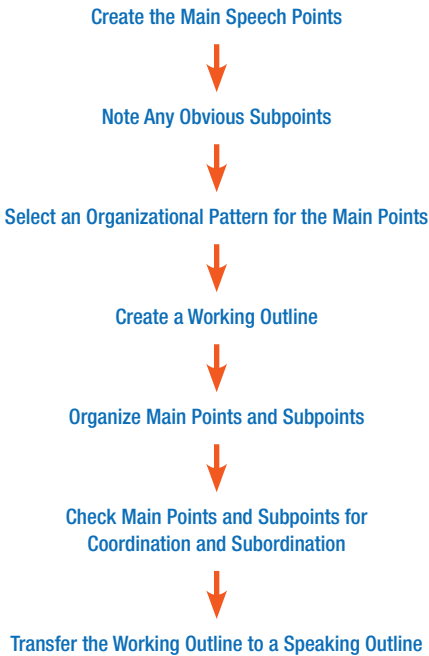 Create the Main Speech Points
Note Any Obvious Subpoints
Select an Organizational Pattern for the Main Points
Create a Working Outline
Organize Main Points and Subpoints
Check Main Points and Subpoints for
Coordination and Subordination
Transfer the Working Outline to a Speaking Outline